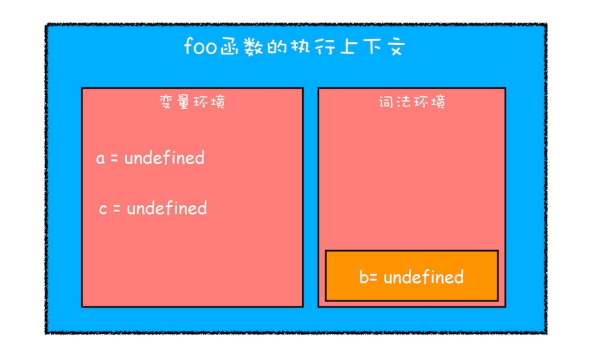 foo函数的执行上下文
变量环境
a = undefined
c = undefined
词法环境
b= undefined